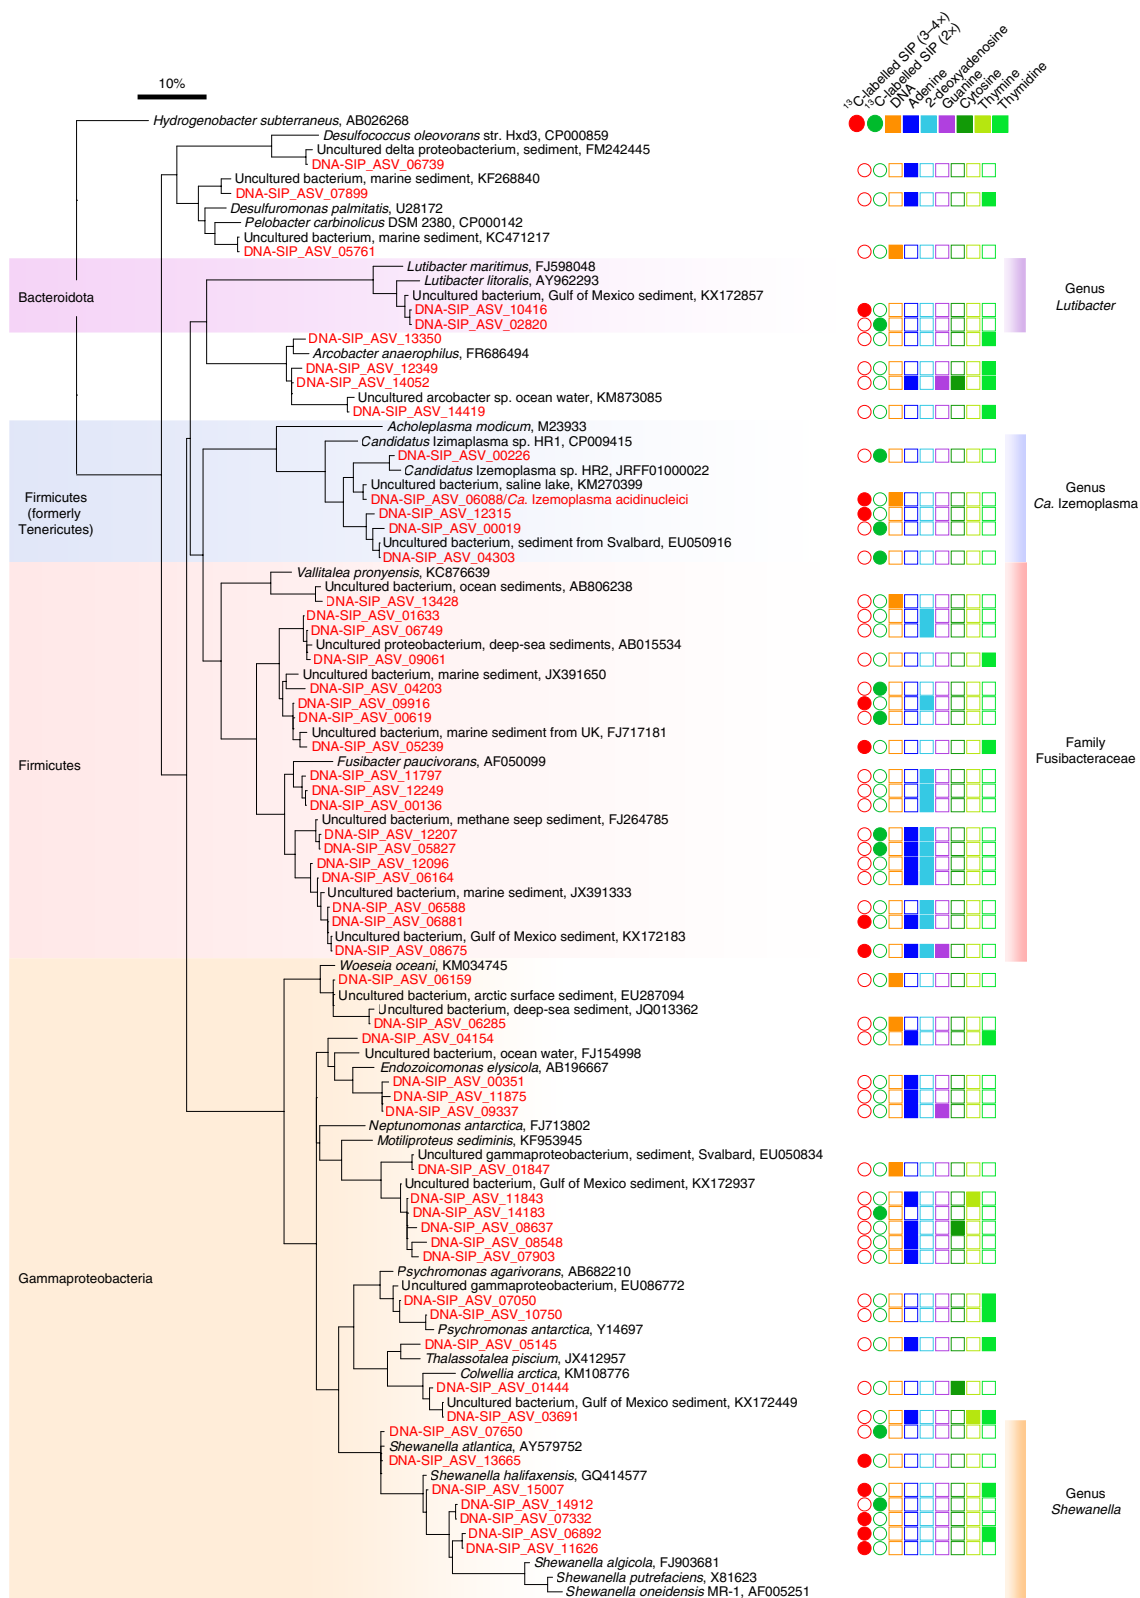 ¹³C-labelled SIP (3–4x)
¹³C-labelled SIP (2x)
DNA
Adenine
2-deoxyadenosine
Guanine
Cytosine
Thymine
Thymidine
10%
Hydrogenobacter subterraneus, AB026268
Desulfococcus oleovorans str. Hxd3, CP000859
Uncultured delta proteobacterium, sediment, FM242445
DNA-SIP_ASV_06739
Uncultured bacterium, marine sediment, KF268840
DNA-SIP_ASV_07899
Desulfuromonas palmitatis, U28172
Pelobacter carbinolicus DSM 2380, CP000142
Uncultured bacterium, marine sediment, KC471217
DNA-SIP_ASV_05761
Bacteroidota
Lutibacter maritimus, FJ598048
Lutibacter litoralis, AY962293
Uncultured bacterium, Gulf of Mexico sediment, KX172857
DNA-SIP_ASV_10416
DNA-SIP_ASV_02820
Genus
Lutibacter
DNA-SIP_ASV_13350
Arcobacter anaerophilus, FR686494
DNA-SIP_ASV_12349
DNA-SIP_ASV_14052
Uncultured arcobacter sp. ocean water, KM873085
DNA-SIP_ASV_14419
Firmicutes
(formerly
Tenericutes)
Acholeplasma modicum, M23933
Candidatus Izimaplasma sp. HR1, CP009415
DNA-SIP_ASV_00226
Candidatus Izemoplasma sp. HR2, JRFF01000022
Uncultured bacterium, saline lake, KM270399
DNA-SIP_ASV_06088/Ca. Izemoplasma acidinucleici
DNA-SIP_ASV_12315
DNA-SIP_ASV_00019
Uncultured bacterium, sediment from Svalbard, EU050916
DNA-SIP_ASV_04303
Genus
Ca. Izemoplasma
Firmicutes
Vallitalea pronyensis, KC876639
Uncultured bacterium, ocean sediments, AB806238
DNA-SIP_ASV_13428
DNA-SIP_ASV_01633
DNA-SIP_ASV_06749
Uncultured proteobacterium, deep-sea sediments, AB015534
DNA-SIP_ASV_09061
Uncultured bacterium, marine sediment, JX391650
DNA-SIP_ASV_04203
DNA-SIP_ASV_09916
DNA-SIP_ASV_00619
Uncultured bacterium, marine sediment from UK, FJ717181
DNA-SIP_ASV_05239
Fusibacter paucivorans, AF050099
DNA-SIP_ASV_11797
DNA-SIP_ASV_12249
DNA-SIP_ASV_00136
Uncultured bacterium, methane seep sediment, FJ264785
DNA-SIP_ASV_12207
DNA-SIP_ASV_05827
DNA-SIP_ASV_12096
DNA-SIP_ASV_06164
Uncultured bacterium, marine sediment, JX391333
DNA-SIP_ASV_06588
DNA-SIP_ASV_06881
Uncultured bacterium, Gulf of Mexico sediment, KX172183
DNA-SIP_ASV_08675
Family
Fusibacteraceae
Gammaproteobacteria
Woeseia oceani, KM034745
DNA-SIP_ASV_06159
Uncultured bacterium, arctic surface sediment, EU287094
Uncultured bacterium, deep-sea sediment, JQ013362
DNA-SIP_ASV_06285
DNA-SIP_ASV_04154
Uncultured bacterium, ocean water, FJ154998
Endozoicomonas elysicola, AB196667
DNA-SIP_ASV_00351
DNA-SIP_ASV_11875
DNA-SIP_ASV_09337
Neptunomonas antarctica, FJ713802
Motiliproteus sediminis, KF953945
Uncultured gammaproteobacterium, sediment, Svalbard, EU050834
DNA-SIP_ASV_01847
Uncultured bacterium, Gulf of Mexico sediment, KX172937
DNA-SIP_ASV_11843
DNA-SIP_ASV_14183
DNA-SIP_ASV_08637
DNA-SIP_ASV_08548
DNA-SIP_ASV_07903
Psychromonas agarivorans, AB682210
Uncultured gammaproteobacterium, EU086772
DNA-SIP_ASV_07050
DNA-SIP_ASV_10750
Psychromonas antarctica, Y14697
DNA-SIP_ASV_05145
Thalassotalea piscium, JX412957
Colwellia arctica, KM108776
DNA-SIP_ASV_01444
Uncultured bacterium, Gulf of Mexico sediment, KX172449
DNA-SIP_ASV_03691
DNA-SIP_ASV_07650
Shewanella atlantica, AY579752
DNA-SIP_ASV_13665
Shewanella halifaxensis, GQ414577
DNA-SIP_ASV_15007
DNA-SIP_ASV_14912
DNA-SIP_ASV_07332
DNA-SIP_ASV_06892
DNA-SIP_ASV_11626
Shewanella algicola, FJ903681
Shewanella putrefaciens, X81623
Shewanella oneidensis MR-1, AF005251
Genus
Shewanella